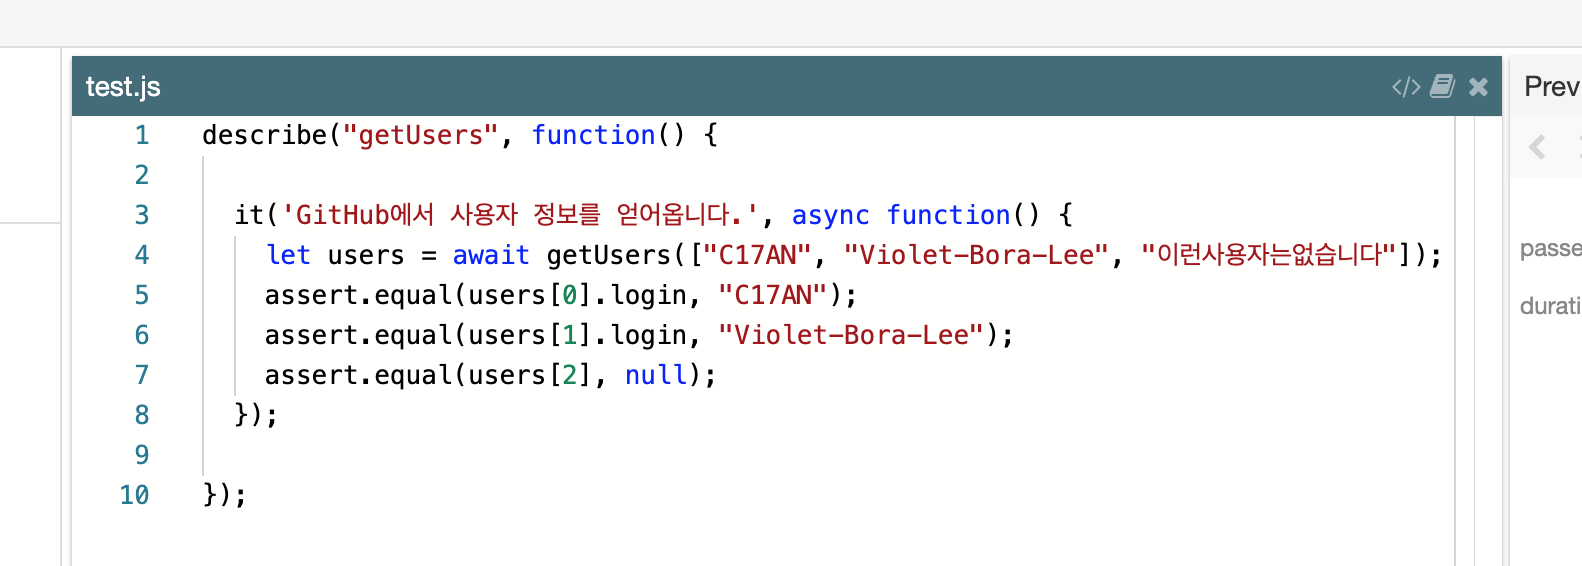 test.js
Prev
1 describe("getUsers", function() {
2
3 it('GitHub에서 사용자 정보를 얻어옵니다.', async function() {
4 let users = await getUsers(["C17AN", "Violet-Bora-Lee", "이런사용자는없습니다"]);
5 assert.equal(users[0].login, "C17AN");
6 assert.equal(users[1].login, "Violet-Bora-Lee");
7 assert.equal(users[2], null);
8 });
9
10 });
passe
durati